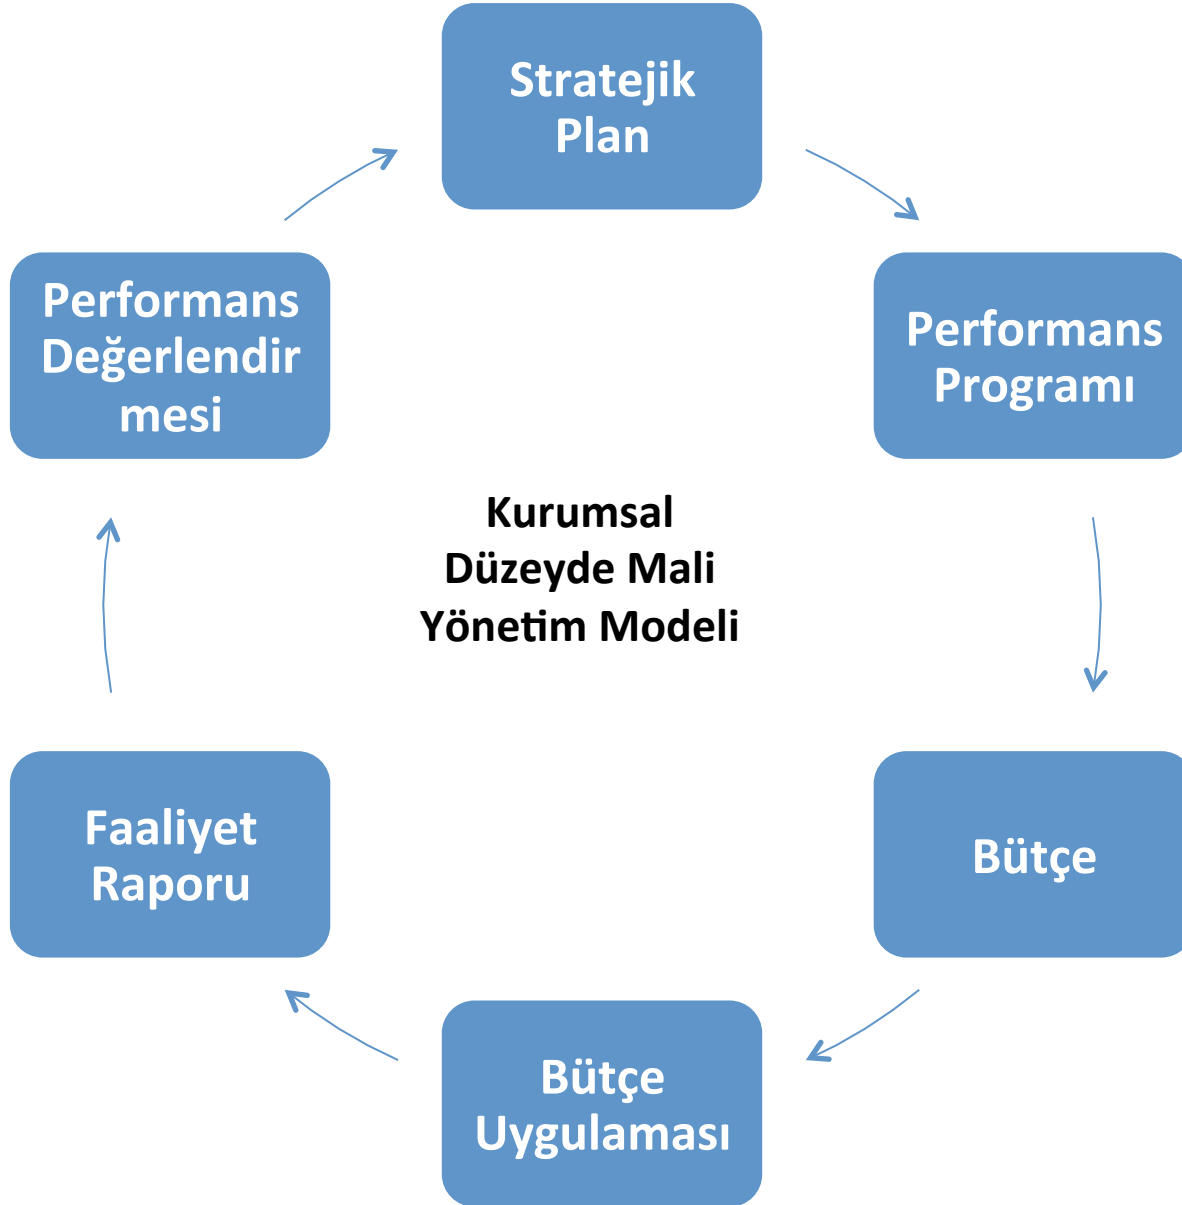 Stratejik
Plan
Performans
Programı
Bütçe
Bütçe
Uygulaması
Faaliyet
Raporu
Performans
Değerlendir
mesi
Kurumsal
Düzeyde Mali
Yönetim Modeli